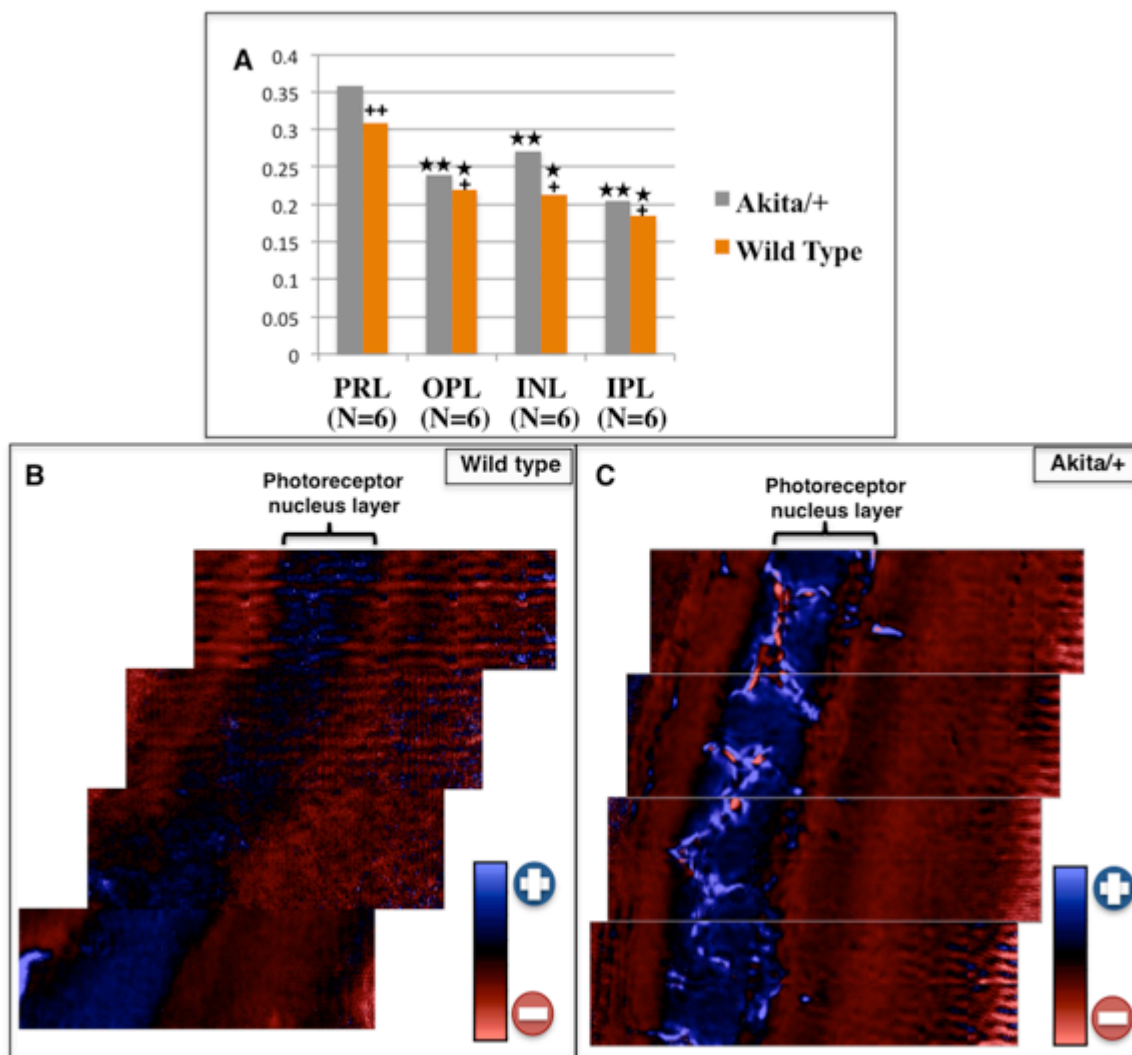 A
0.4
0.35
0.3
0.25
0.2
0.15
0.1
0.05
0
++
★★
★
+
★★
★
+
★★
★
+
Akita/+
Wild Type
PRL OPL INL IPL
(N=6) (N=6) (N=6) (N=6)
B
Wild type
Photoreceptor
nucleus layer
C
Akita/+
Photoreceptor
nucleus layer